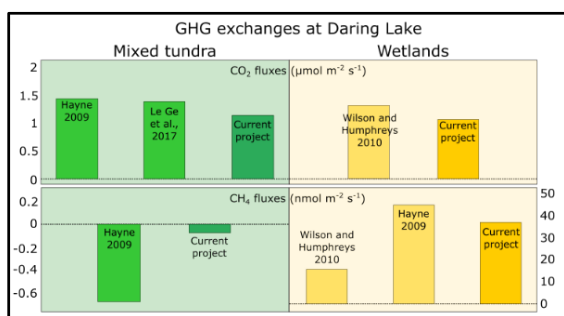 GHG exchanges at Daring Lake
Mixed tundra
Wetlands
CO₂ fluxes (µmol m⁻² s⁻¹)
2
1.5
1
0.5
0
Hayne
2009
Le Ge
et al.,
2017
Current
project
Wilson and
Humphreys
2010
Current
project
CH₄ fluxes (nmol m⁻² s⁻¹)
0.2
0
-0.2
-0.4
-0.6
Hayne
2009
Current
project
Wilson and
Humphreys
2010
Hayne
2009
Current
project
50
40
30
20
10
0